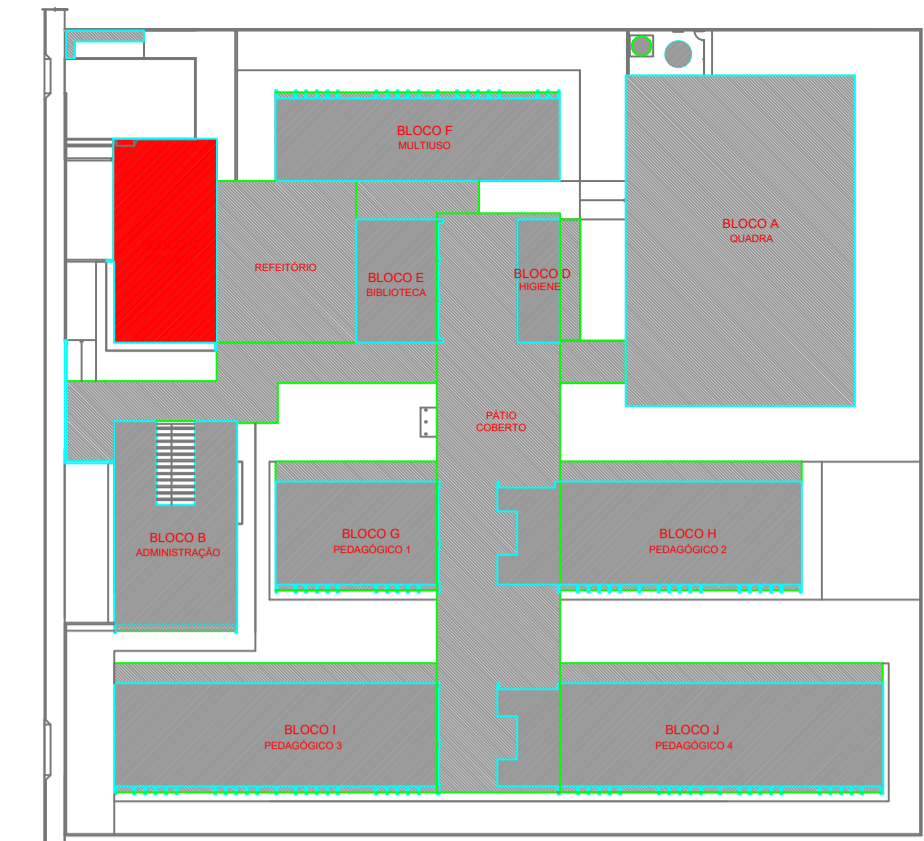 BLOCO F
MULTIUSO
BLOCO A
QUADRA
REFEITÓRIO
BLOCO E
BIBLIOTECA
BLOCO D
HIGIENE
PÁTIO
COBERTO
BLOCO B
ADMINISTRAÇÃO
BLOCO G
PEDAGÓGICO 1
BLOCO H
PEDAGÓGICO 2
BLOCO I
PEDAGÓGICO 3
BLOCO J
PEDAGÓGICO 4